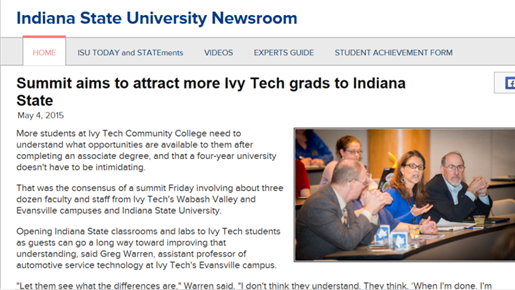 Indiana State University Newsroom
HOME
ISU TODAY and STATEments
VIDEOS
EXPERTS GUIDE
STUDENT ACHIEVEMENT FORM
Summit aims to attract more Ivy Tech grads to Indiana
State
May 4, 2015
More students at Ivy Tech Community College need to
understand what opportunities are available to them after
completing an associate degree, and that a four-year university
doesn't have to be intimidating.
That was the consensus of a summit Friday involving about three
dozen faculty and staff from Ivy Tech's Wabash Valley and
Evansville campuses and Indiana State University.
Opening Indiana State classrooms and labs to Ivy Tech students
as guests can go a long way toward improving that
understanding, said Greg Warren, assistant professor of
automotive service technology at Ivy Tech's Evansville campus.
"Let them see what the differences are," Warren said. "I don't think they understand. They think, 'When I'm done, I'm